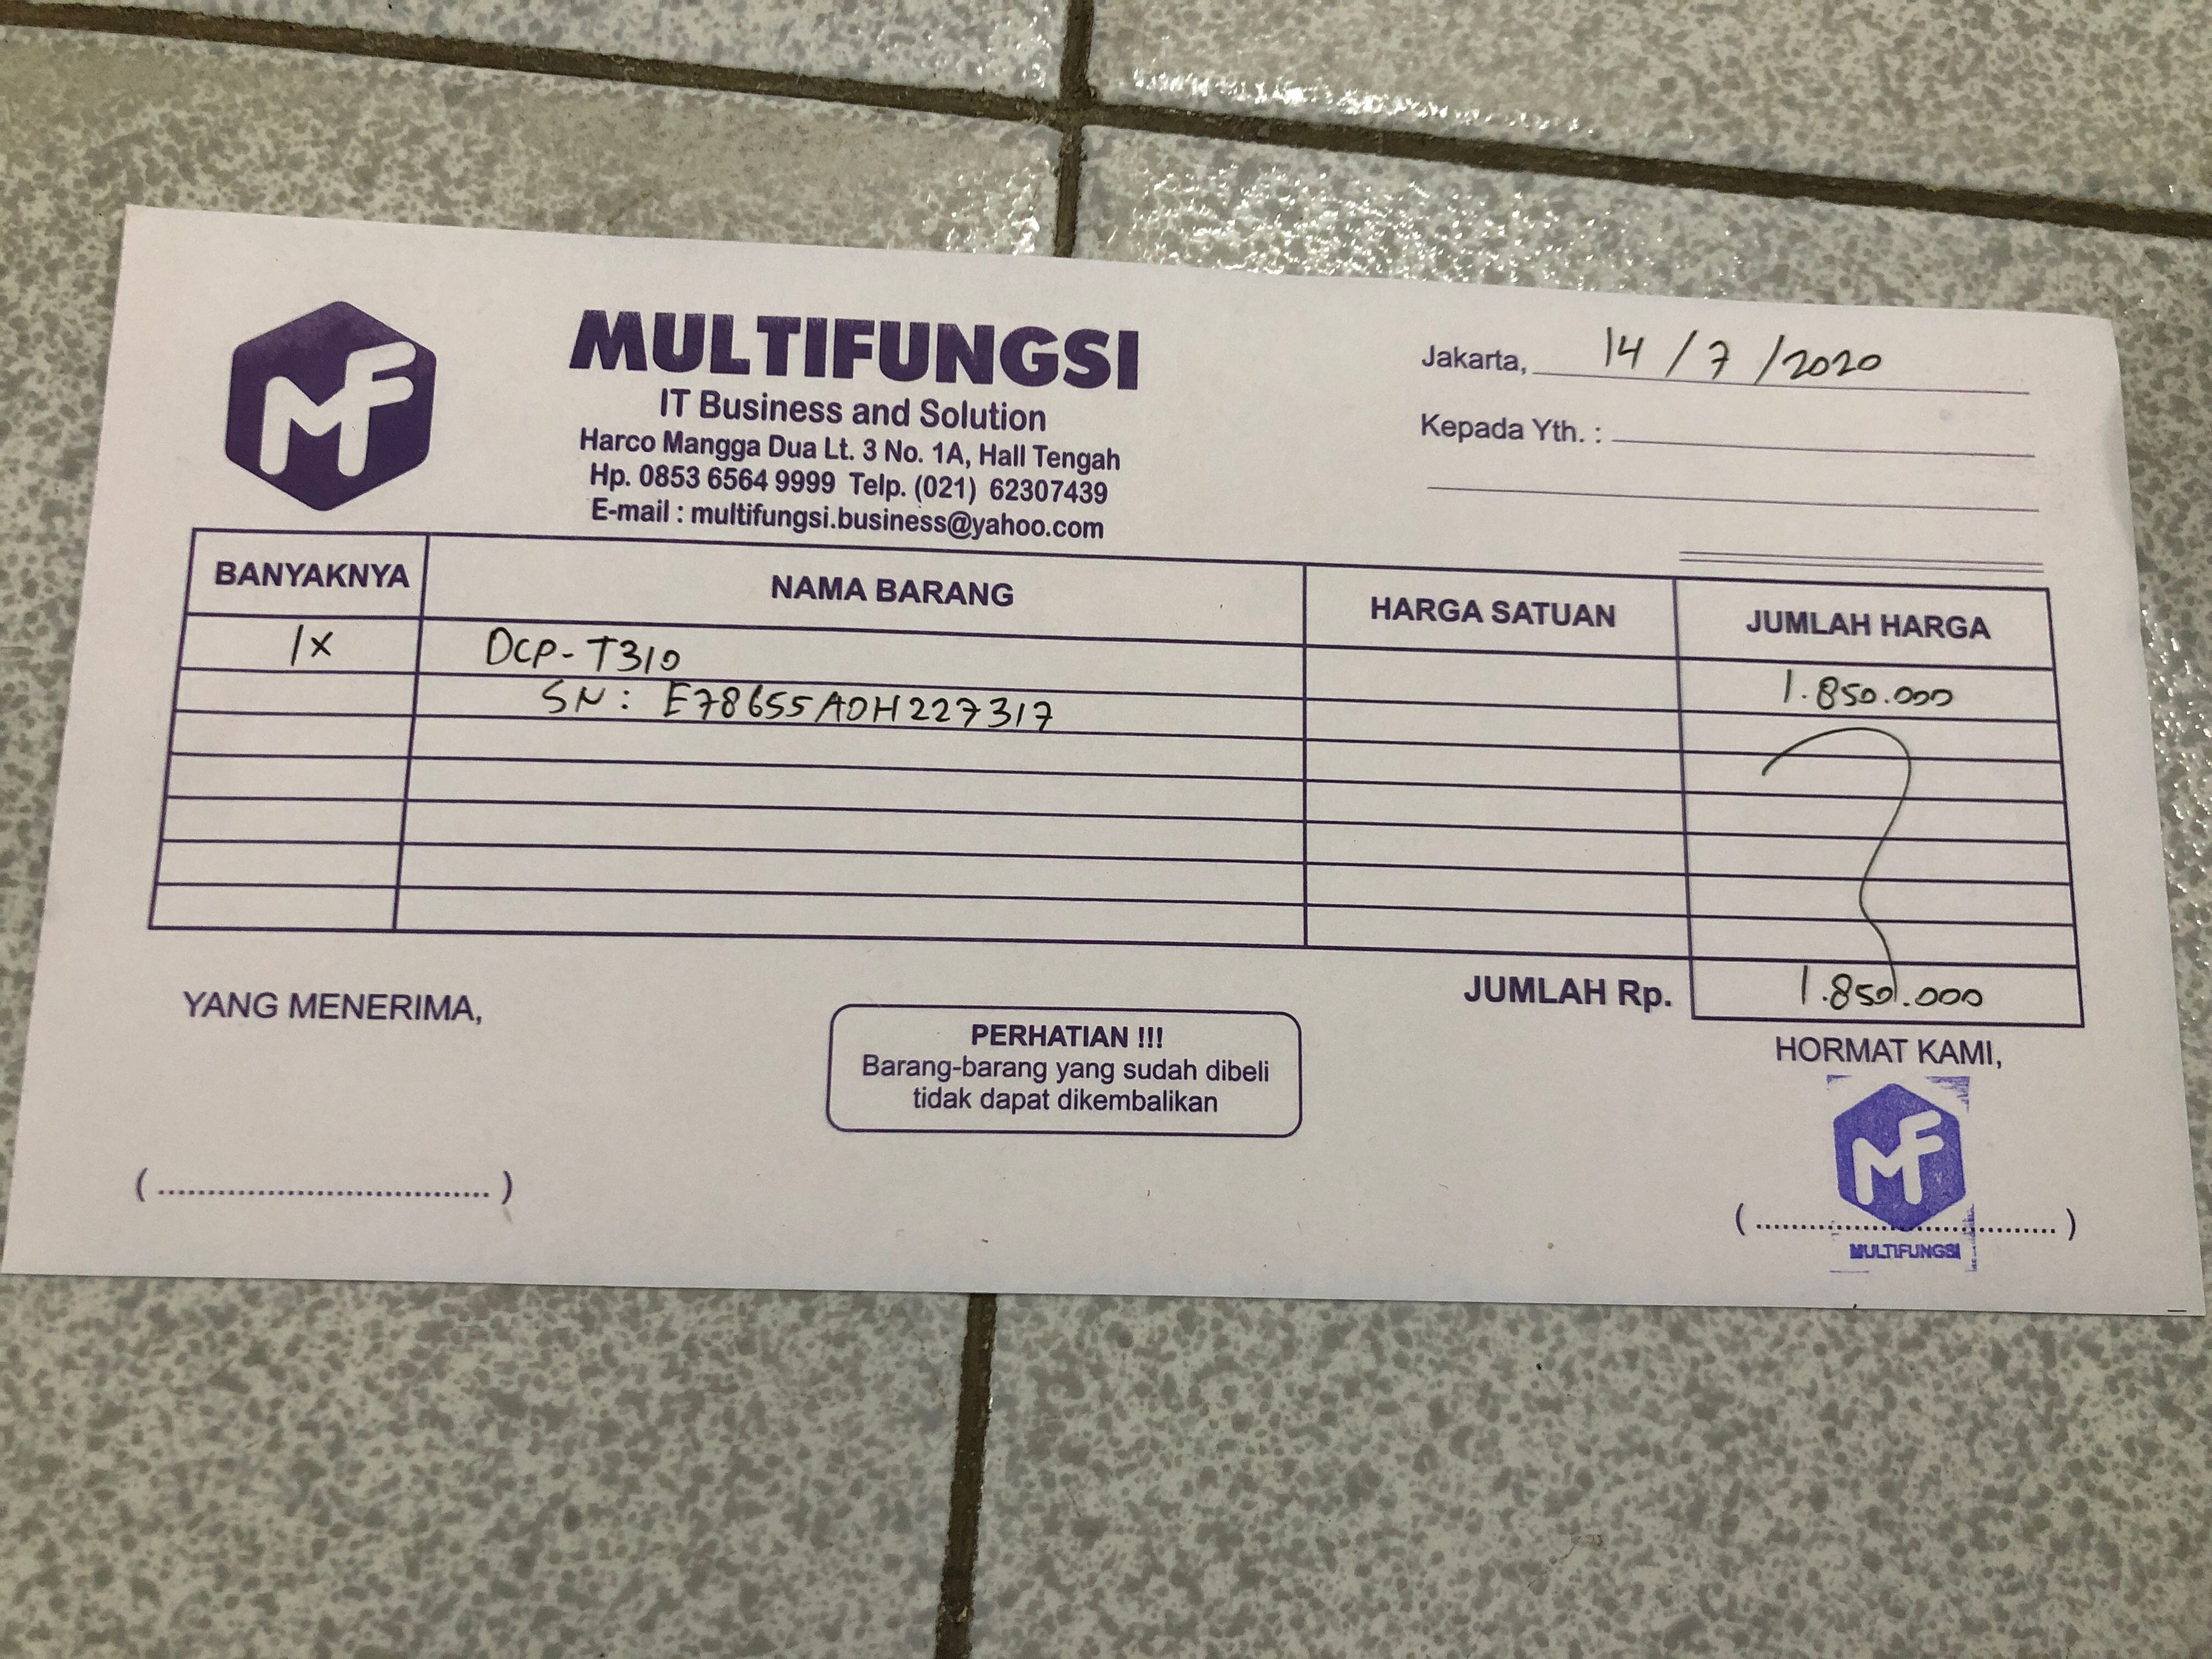 MF
MULTIFUNGSI
IT Business and Solution
Harco Mangga Dua Lt. 3 No. 1A, Hall Tengah
Hp. 0853 6564 9999 Telp. (021) 62307439
E-mail : multifungsi.business@yahoo.com
Jakarta, 14 / 7 / 2020
Kepada Yth. :
BANYAKNYA NAMA BARANG HARGA SATUAN JUMLAH HARGA
1x DCP-T310 1.850.000
SN: E78655A0H227317
JUMLAH Rp. 1.850.000
YANG MENERIMA,
PERHATIAN !!!
Barang-barang yang sudah dibeli
tidak dapat dikembalikan
HORMAT KAMI,
MF
(....................................)
(....................................)
MULTIFUNGSI